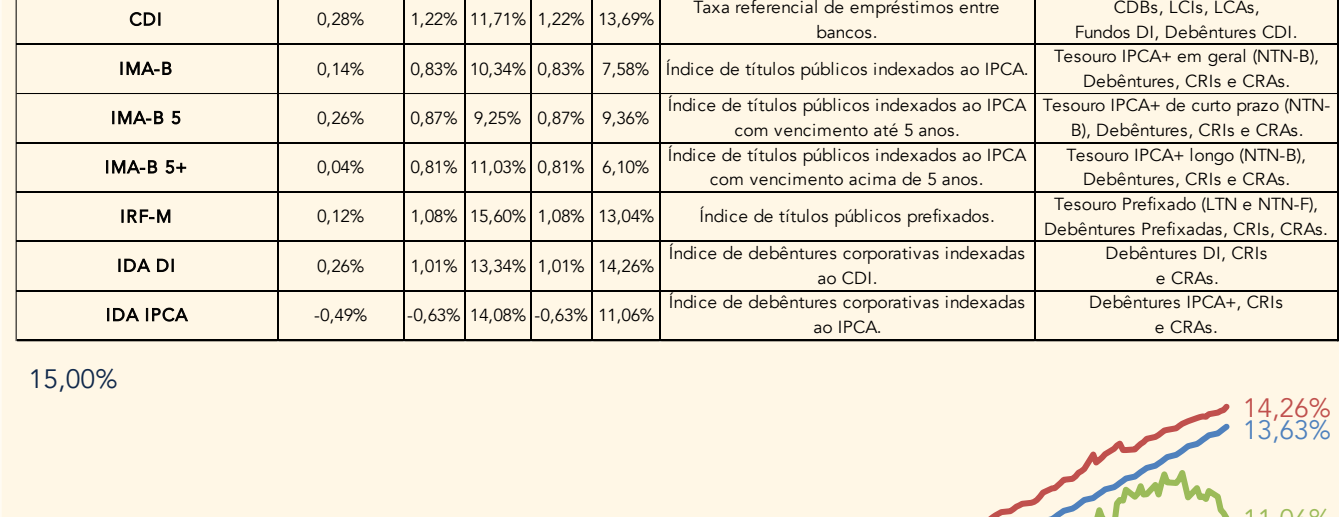 CDI 0,28% 1,22% 11,71% 1,22% 13,69% Taxa referencial de empréstimos entre bancos. CDBs, LCIs, LCAs, Fundos DI, Debêntures CDI.
IMA-B 0,14% 0,83% 10,34% 0,83% 7,58% Índice de títulos públicos indexados ao IPCA. Tesouro IPCA+ em geral (NTN-B), Debêntures, CRIs e CRAs.
IMA-B 5 0,26% 0,87% 9,25% 0,87% 9,36% Índice de títulos públicos indexados ao IPCA com vencimento até 5 anos. Tesouro IPCA+ de curto prazo (NTN-B), Debêntures, CRIs e CRAs.
IMA-B 5+ 0,04% 0,81% 11,03% 0,81% 6,10% Índice de títulos públicos indexados ao IPCA com vencimento acima de 5 anos. Tesouro IPCA+ longo (NTN-B), Debêntures, CRIs e CRAs.
IRF-M 0,12% 1,08% 15,60% 1,08% 13,04% Índice de títulos públicos prefixados. Tesouro Prefixado (LTN e NTN-F), Debêntures Prefixadas, CRIs, CRAs.
IDA DI 0,26% 1,01% 13,34% 1,01% 14,26% Índice de debêntures corporativas indexadas ao CDI. Debêntures DI, CRIs e CRAs.
IDA IPCA -0,49% -0,63% 14,08% -0,63% 11,06% Índice de debêntures corporativas indexadas ao IPCA. Debêntures IPCA+, CRIs e CRAs.
15,00%
14,26%
13,63%
11,06%